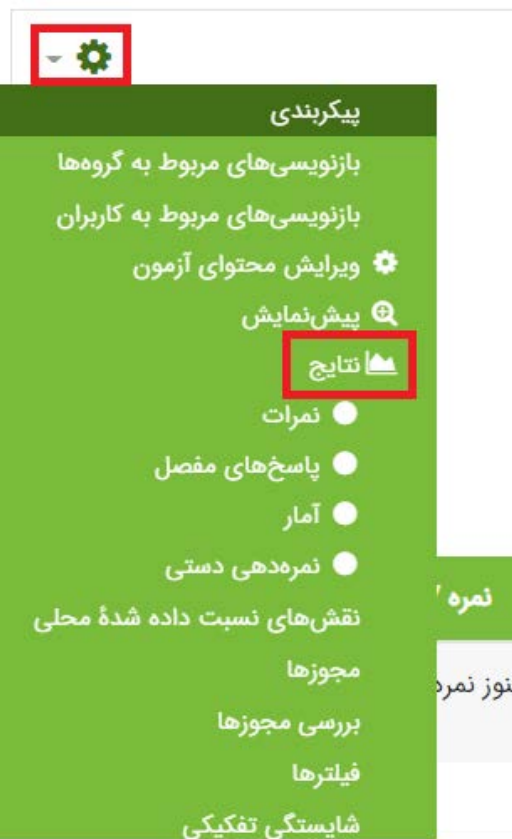 پیکربندی
بازنویسی‌های مربوط به گروه‌ها
بازنویسی‌های مربوط به کاربران
ویرایش محتوای آزمون
پیش‌نمایش
نتایج
نمرات
پاسخ‌های مفصل
آمار
نمره‌دهی دستی
نمره /
نقش‌های نسبت داده شدهٔ محلی
مجوزها
بررسی مجوزها
فیلترها
شایستگی تفکیکی